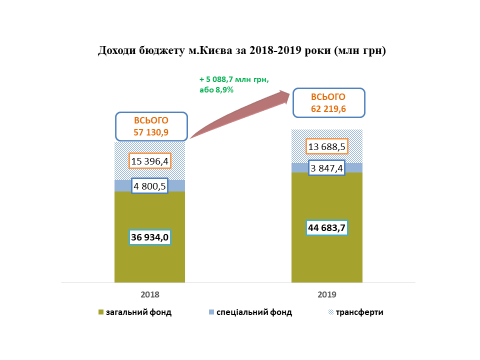 Доходи бюджету м.Києва за 2018-2019 роки (млн грн)
+ 5 088,7 млн грн,
або 8,9%
ВСЬОГО
62 219,6
ВСЬОГО
57 130,9
15 396,4
13 688,5
4 800,5
3 847,4
36 934,0
44 683,7
2018
2019
загальний фонд
спеціальний фонд
трансферти